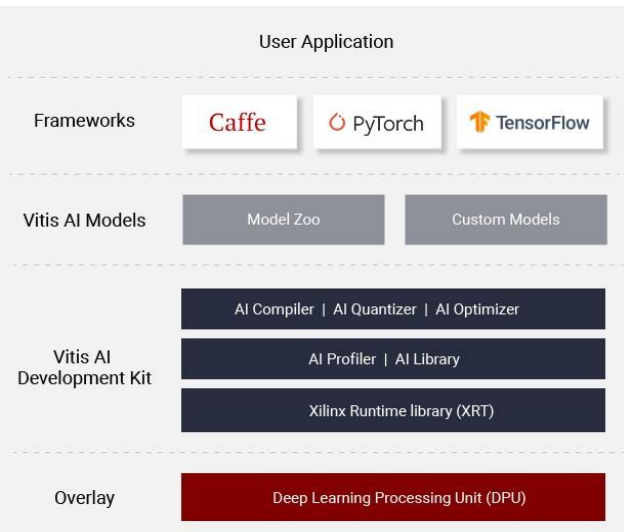 User Application
Frameworks
Caffe
PyTorch
TensorFlow
Vitis AI Models
Model Zoo
Custom Models
Vitis AI
Development Kit
AI Compiler | AI Quantizer | AI Optimizer
AI Profiler | AI Library
Xilinx Runtime library (XRT)
Overlay
Deep Learning Processing Unit (DPU)